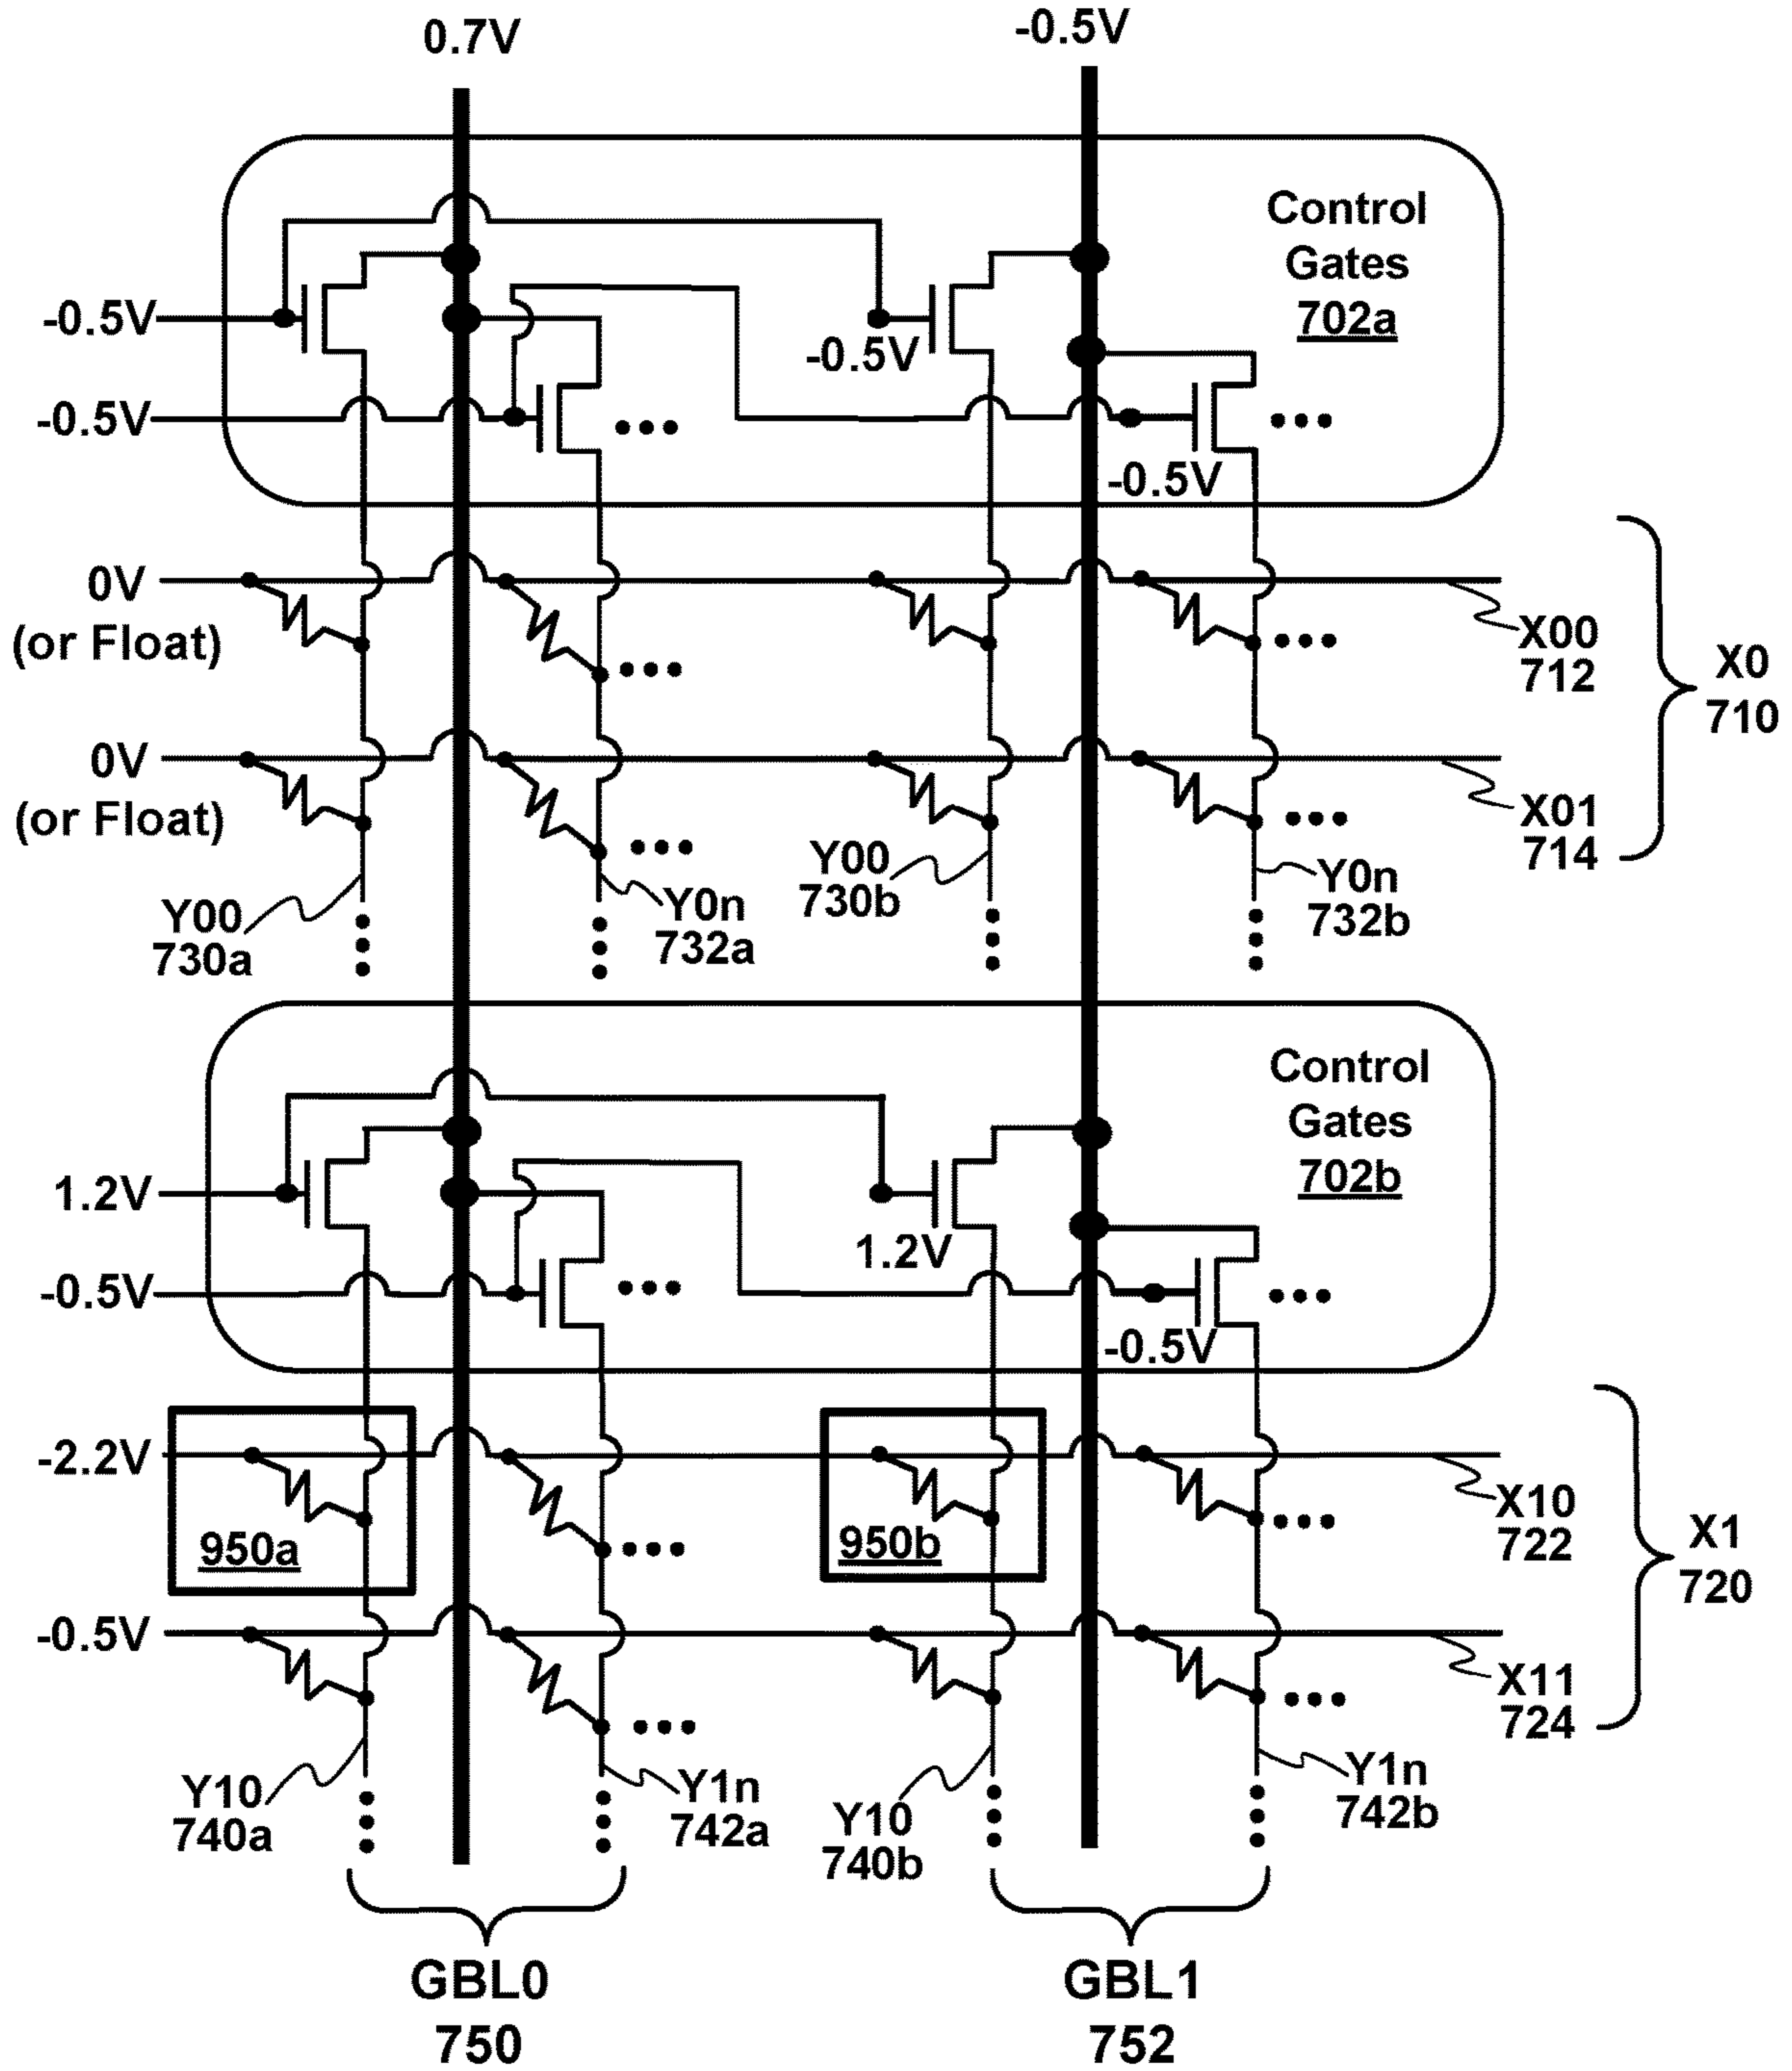 0.7V
-0.5V
Control
Gates
702a
-0.5V
-0.5V
-0.5V
-0.5V
0V
(or Float)
X00
712
X0
710
0V
(or Float)
X01
714
Y00
730a
Y0n
732a
Y00
730b
Y0n
732b
Control
Gates
702b
1.2V
1.2V
-0.5V
-0.5V
-2.2V
950a
950b
X10
722
X1
720
-0.5V
X11
724
Y10
740a
Y1n
742a
Y10
740b
Y1n
742b
GBL0
750
GBL1
752